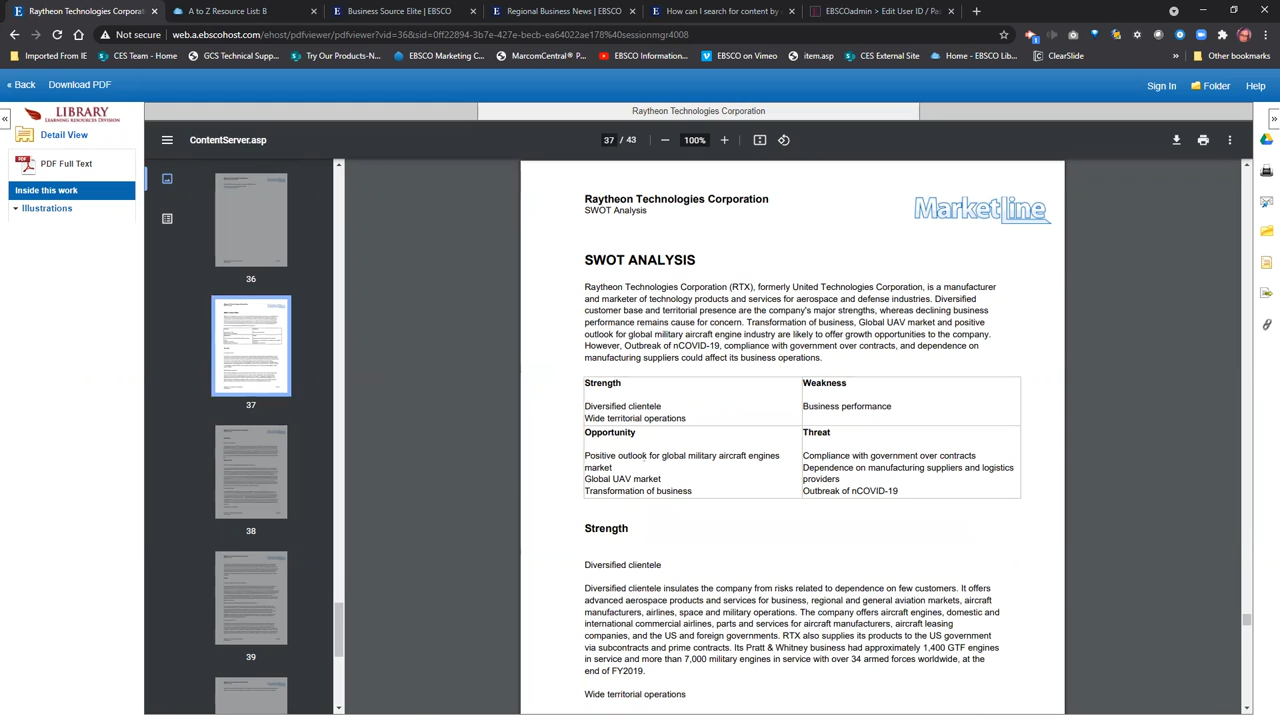 Raytheon Technologies Corporat
A to Z Resource List: B
Business Source Elite | EBSCO
Regional Business News | EBSCO
How can I search for content by
EBSCOadmin > Edit User ID / Pas
Not secure
web.a.ebscohost.com/ehost/pdfviewer/pdfviewer?vid=36&sid=0ff22894-3b7e-427e-becb-ea64022ae178%40sessionmgr4008
Imported From IE
CES Team - Home
GCS Technical Supp...
Try Our Products-N...
EBSCO Marketing C...
MarcomCentral® P...
EBSCO Information...
EBSCO on Vimeo
item.asp
CES External Site
Home - EBSCO Lib...
ClearSlide
»
Other bookmarks
« Back
Download PDF
Sign In
Folder
Help
LIBRARY
LEARNING RESOURCES DIVISION
Detail View
PDF Full Text
Inside this work
Illustrations
Raytheon Technologies Corporation
ContentServer.asp
37 / 43
100%
36
37
38
39
Raytheon Technologies Corporation
SWOT Analysis
MarketLine
SWOT ANALYSIS
Raytheon Technologies Corporation (RTX), formerly United Technologies Corporation, is a manufacturer
and marketer of technology products and services for aerospace and defense industries. Diversified
customer base and territorial presence are the company's major strengths, whereas declining business
performance remains cause for concern. Transformation of business, Global UAV market and positive
outlook for global military aircraft engine industry are likely to offer growth opportunities to the company.
However, Outbreak of nCOVID-19, compliance with government over contracts, and dependence on
manufacturing suppliers could affect its business operations.
Strength
Diversified clientele
Wide territorial operations
Weakness
Business performance
Opportunity
Positive outlook for global military aircraft engines
market
Global UAV market
Transformation of business
Threat
Compliance with government over contracts
Dependence on manufacturing suppliers and logistics
providers
Outbreak of nCOVID-19
Strength
Diversified clientele
Diversified clientele insulates the company from risks related to dependence on few customers. It offers
advanced aerospace products and services for business, regional and general aviation markets, aircraft
manufacturers, airlines, space and military operations. The company offers aircraft engines, domestic and
international commercial airlines, parts and services for aircraft manufacturers, aircraft leasing
companies, and the US and foreign governments. RTX also supplies its products to the US government
via subcontracts and prime contracts. Its Pratt & Whitney business had approximately 1,400 GTF engines
in service and more than 7,000 military engines in service with over 34 armed forces worldwide, at the
end of FY2019.
Wide territorial operations